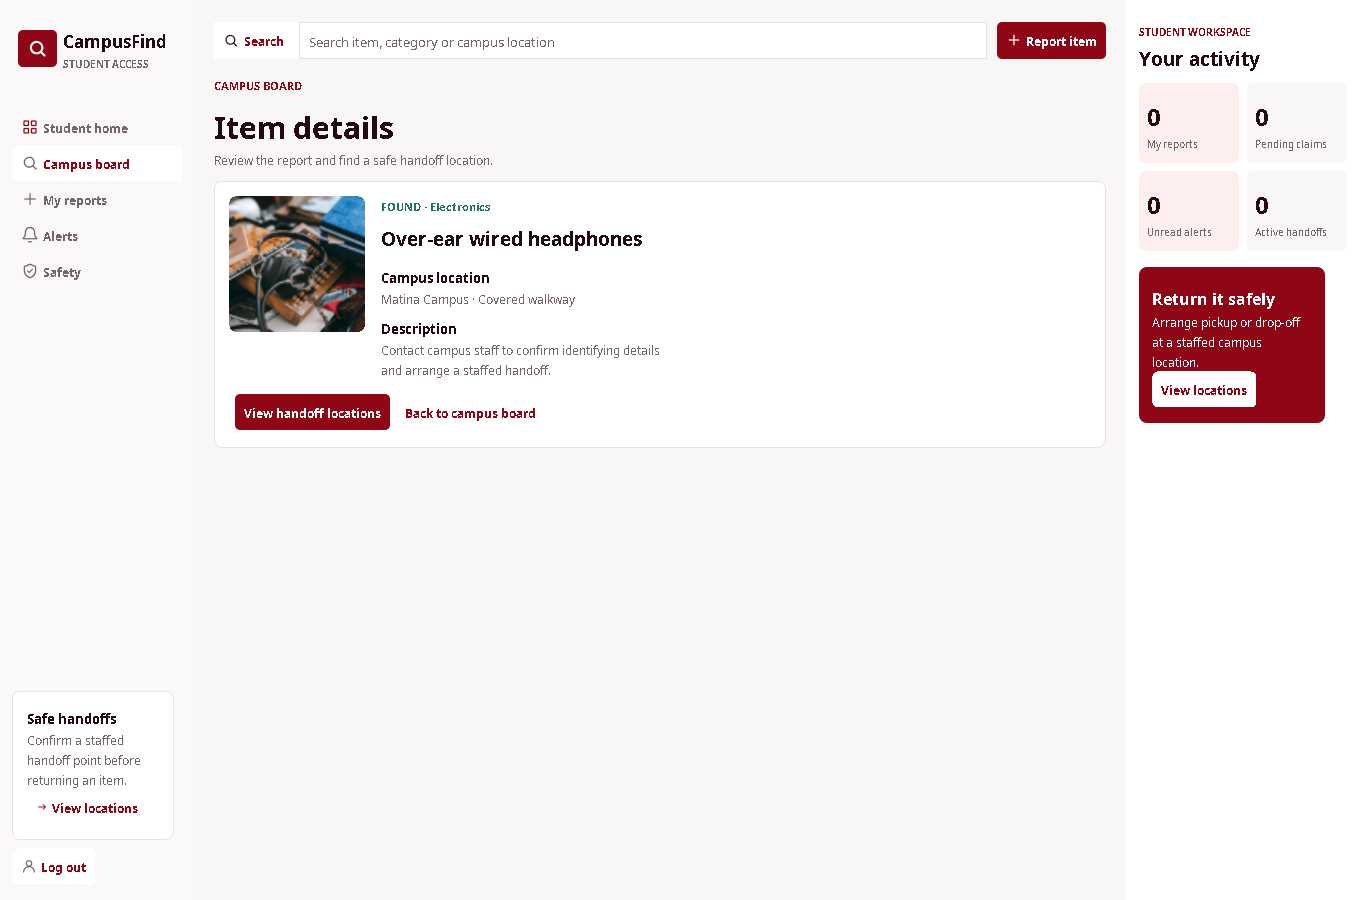 CampusFind
STUDENT ACCESS
Student home
Campus board
My reports
Alerts
Safety
Safe handoffs
Confirm a staffed
handoff point before
returning an item.
→ View locations
Log out
Search
Search item, category or campus location
Report item
CAMPUS BOARD
Item details
Review the report and find a safe handoff location.
FOUND · Electronics
Over-ear wired headphones
Campus location
Matina Campus · Covered walkway
Description
Contact campus staff to confirm identifying details
and arrange a staffed handoff.
View handoff locations
Back to campus board
STUDENT WORKSPACE
Your activity
0
My reports
0
Pending claims
0
Unread alerts
0
Active handoffs
Return it safely
Arrange pickup or drop-off
at a staffed campus
location.
View locations